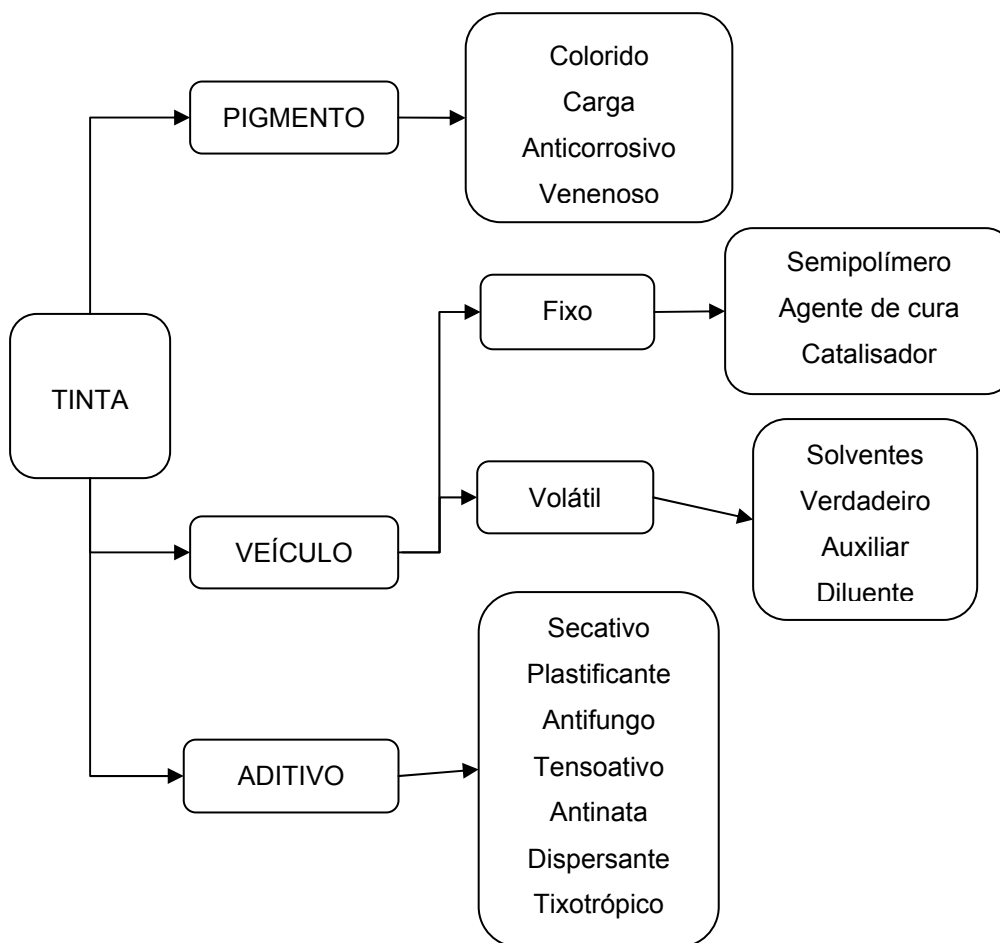 TINTA
PIGMENTO
Colorido
Carga
Anticorrosivo
Venenoso
VEÍCULO
Fixo
Semipolímero
Agente de cura
Catalisador
Volátil
Solventes
Verdadeiro
Auxiliar
Diluente
ADITIVO
Secativo
Plastificante
Antifungo
Tensoativo
Antinata
Dispersante
Tixotrópico